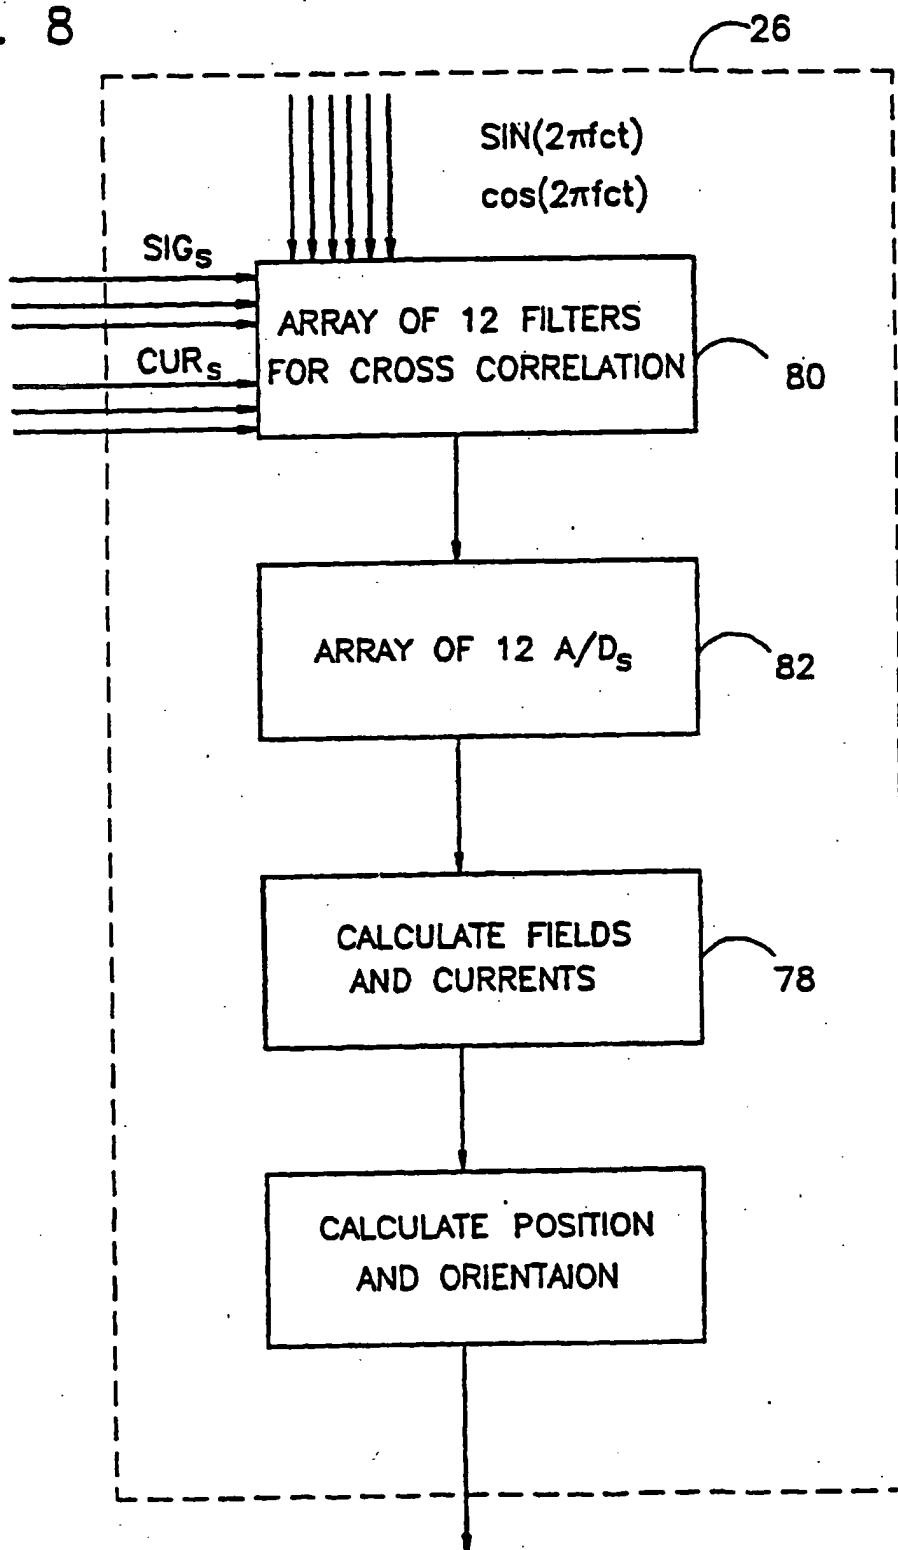 . 8
26
SIN(2πfct)
cos(2πfct)
SIGs
ARRAY OF 12 FILTERS
FOR CROSS CORRELATION
CURs
80
ARRAY OF 12 A/Ds
82
CALCULATE FIELDS
AND CURRENTS
78
CALCULATE POSITION
AND ORIENTAION